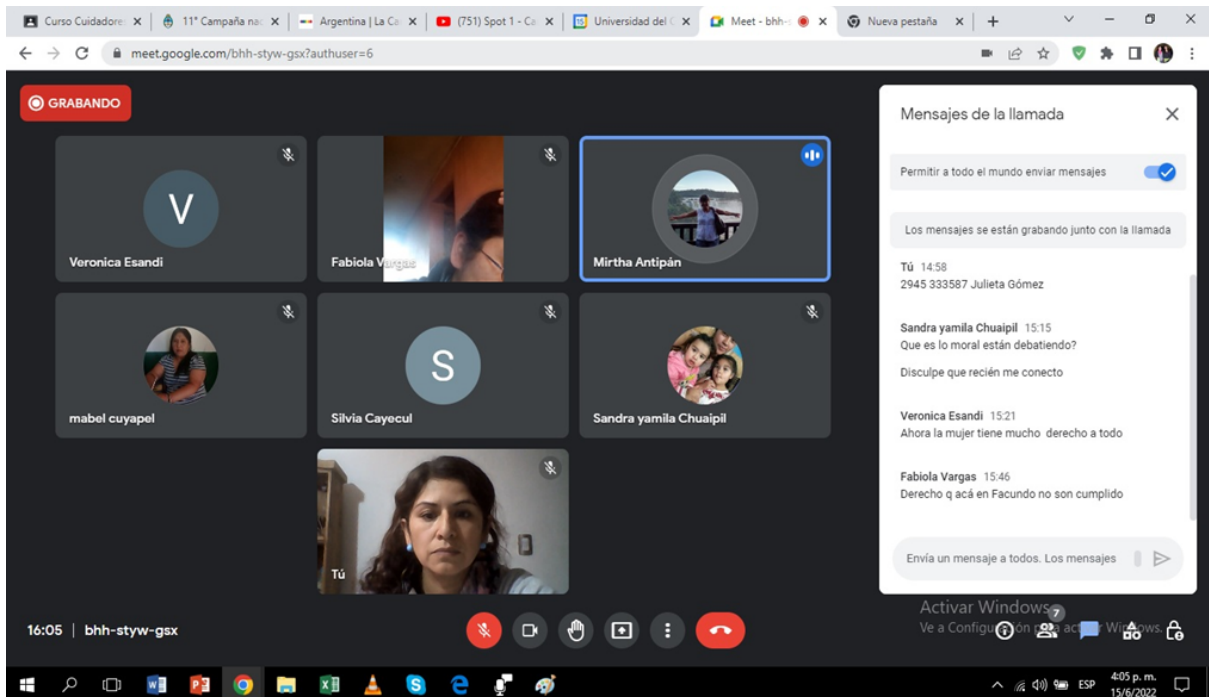 Curso Cuidadore
11° Campaña na
Argentina | La Ca
(751) Spot 1 - Ca
Universidad del C
Meet - bhh-s
Nueva pestaña
meet.google.com/bhh-styw-gsx?authuser=6
GRABANDO
V
Veronica Esandi
Fabiola Vargas
Mirtha Antipán
mabel cuyapel
S
Silvia Cayecul
Sandra yamila Chuaipil
Tú
Mensajes de la llamada
Permitir a todo el mundo enviar mensajes
Los mensajes se están grabando junto con la llamada
Tú 14:58
2945 333587 Julieta Gómez
Sandra yamila Chuaipil 15:15
Que es lo moral están debatiendo?
Disculpe que recién me conecto
Veronica Esandi 15:21
Ahora la mujer tiene mucho derecho a todo
Fabiola Vargas 15:46
Derecho q acá en Facundo no son cumplido
Envía un mensaje a todos. Los mensajes
Activar Windows
Ve a Configuración para activar Windows.
7
16:05 | bhh-styw-gsx
ESP
4:05 p. m.
15/6/2022